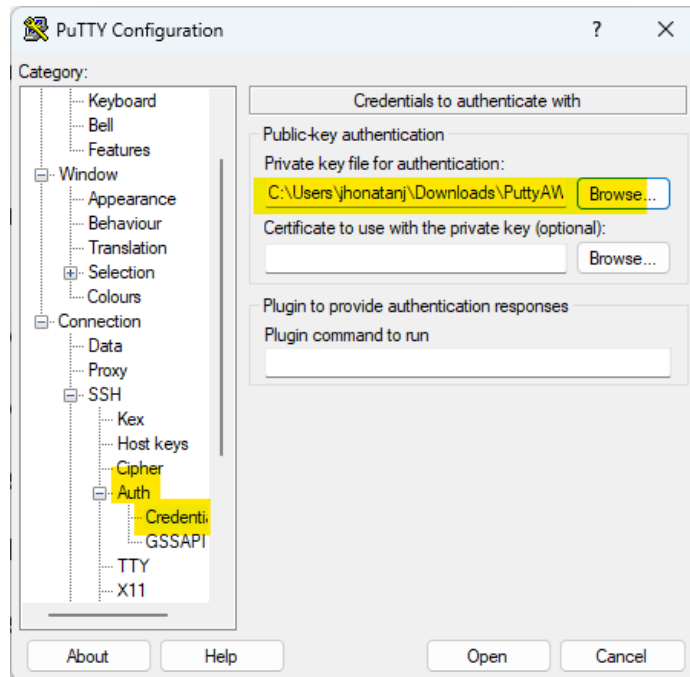 PuTTY Configuration
?
Category:
Keyboard
Bell
Features
Window
Appearance
Behaviour
Translation
Selection
Colours
Connection
Data
Proxy
SSH
Kex
Host keys
Cipher
Auth
Credenti
GSSAPI
TTY
X11
Credentials to authenticate with
Public-key authentication
Private key file for authentication:
C:\Users\jhonatanj\Downloads\PuttyAW Browse...
Certificate to use with the private key (optional):
Browse...
Plugin to provide authentication responses
Plugin command to run
About Help Open Cancel